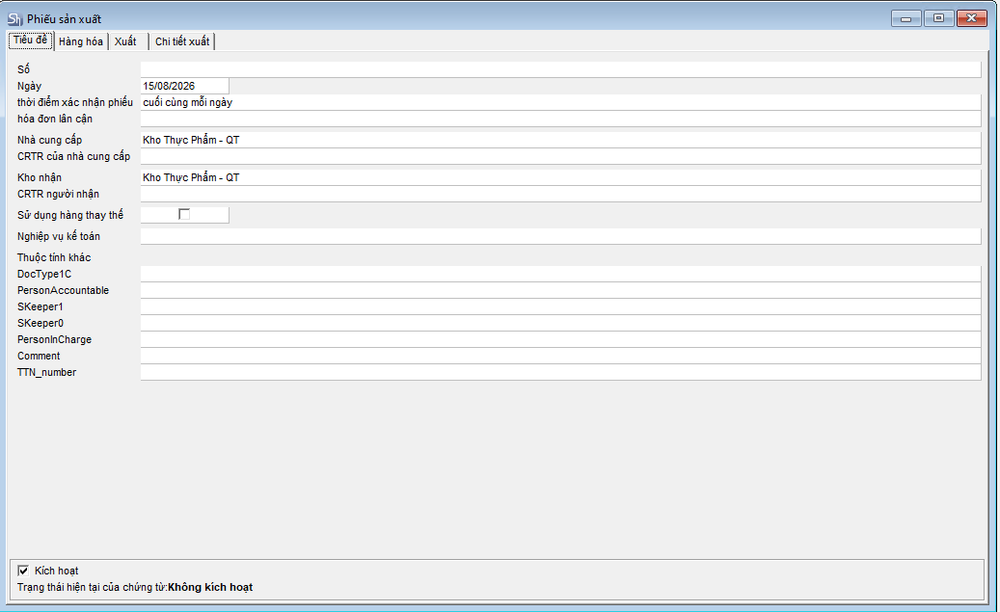 Sh Phiếu sản xuất
Tiêu đề Hàng hóa Xuất Chi tiết xuất
Số
Ngày 15/08/2026
thời điểm xác nhận phiếu cuối cùng mỗi ngày
hóa đơn lân cận
Nhà cung cấp Kho Thực Phẩm - QT
CRTR của nhà cung cấp
Kho nhận Kho Thực Phẩm - QT
CRTR người nhận
Sử dụng hàng thay thế
Nghiệp vụ kế toán
Thuộc tính khác
DocType1C
PersonAccountable
SKeeper1
SKeeper0
PersonInCharge
Comment
TTN_number
Kích hoạt
Trạng thái hiện tại của chứng từ:Không kích hoạt